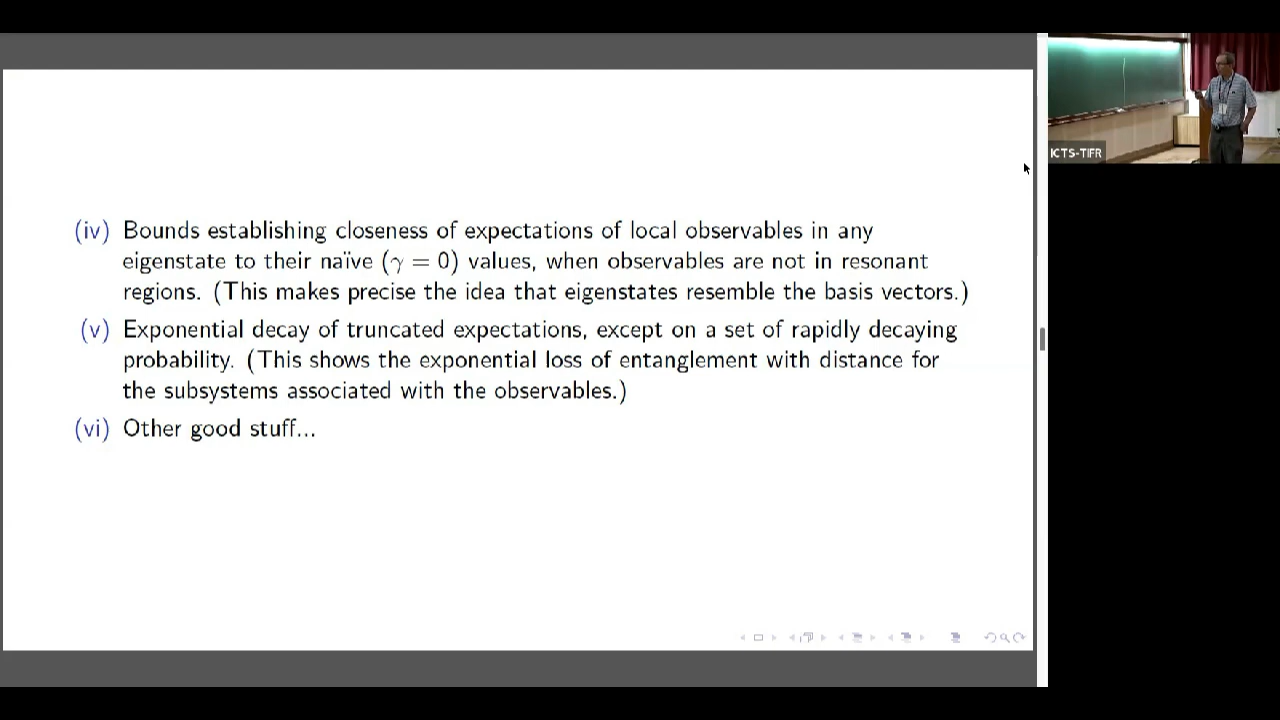 (iv) Bounds establishing closeness of expectations of local observables in any
eigenstate to their naïve (γ = 0) values, when observables are not in resonant
regions. (This makes precise the idea that eigenstates resemble the basis vectors.)
(v) Exponential decay of truncated expectations, except on a set of rapidly decaying
probability. (This shows the exponential loss of entanglement with distance for
the subsystems associated with the observables.)
(vi) Other good stuff...
ICTS-TIFR